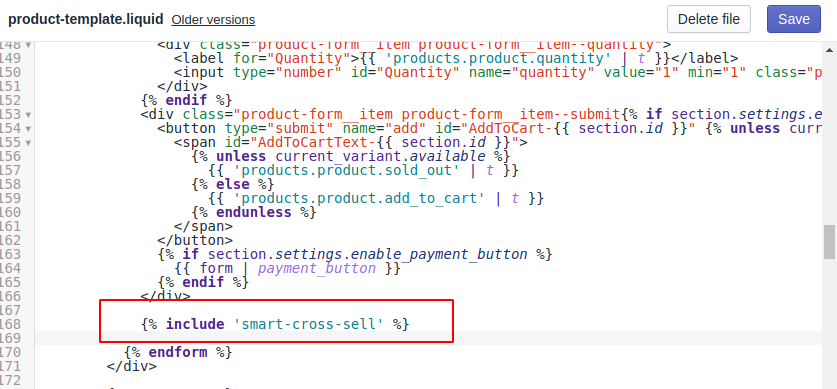 product-template.liquid Older versions Delete file Save
148 <div class="product-form__item product-form__item--quantity">
149 <label for="Quantity">{{ 'products.product.quantity' | t }}</label>
150 <input type="number" id="Quantity" name="quantity" value="1" min="1" class="p
151 </div>
152 {% endif %}
153 <div class="product-form__item product-form__item--submit{% if section.settings.e
154 <button type="submit" name="add" id="AddToCart-{{ section.id }}" {% unless curr
155 <span id="AddToCartText-{{ section.id }}">
156 {% unless current_variant.available %}
157 {{ 'products.product.sold_out' | t }}
158 {% else %}
159 {{ 'products.product.add_to_cart' | t }}
160 {% endunless %}
161 </span>
162 </button>
163 {% if section.settings.enable_payment_button %}
164 {{ form | payment_button }}
165 {% endif %}
166 </div>
167
168 {% include 'smart-cross-sell' %}
169
170 {% endform %}
171 </div>
172